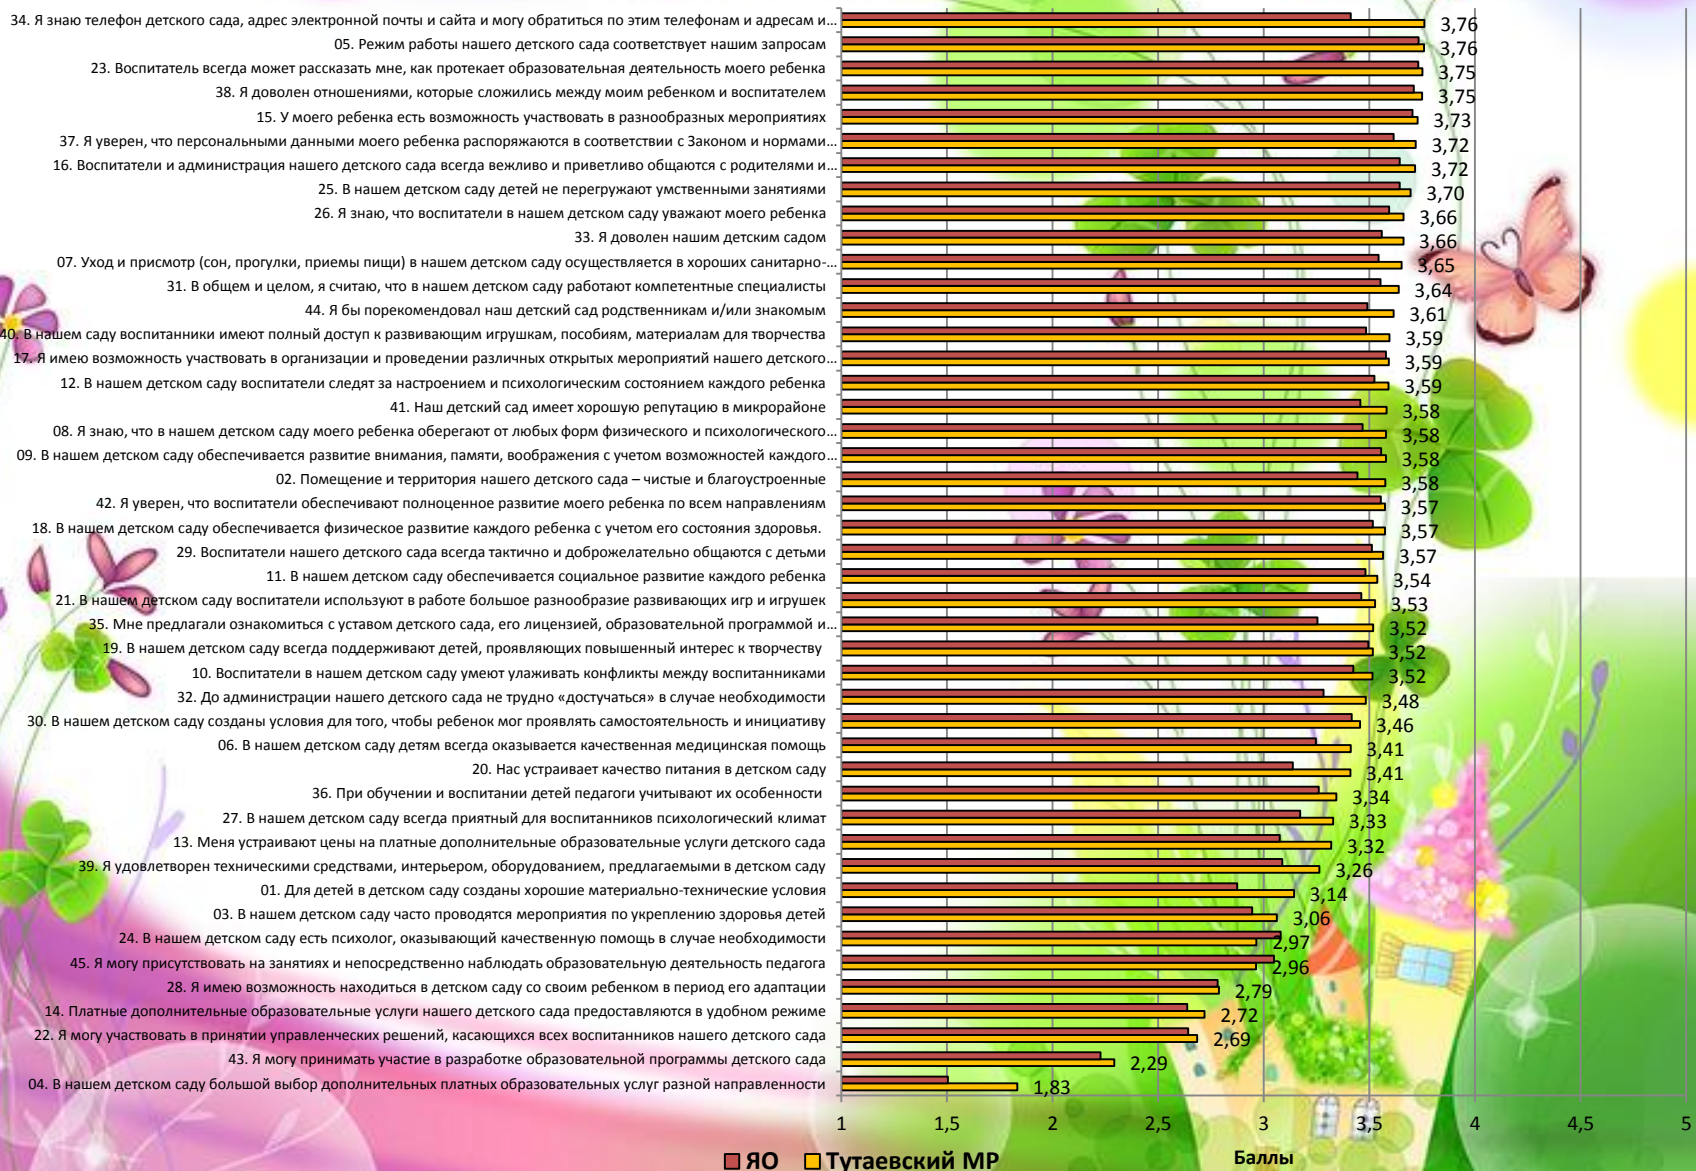 34. Я знаю телефон детского сада, адрес электронной почты и сайта и могу обратиться по этим телефонам и адресам и… 3,76
05. Режим работы нашего детского сада соответствует нашим запросам 3,76
23. Воспитатель всегда может рассказать мне, как протекает образовательная деятельность моего ребенка 3,75
38. Я доволен отношениями, которые сложились между моим ребенком и воспитателем 3,75
15. У моего ребенка есть возможность участвовать в разнообразных мероприятиях 3,73
37. Я уверен, что персональными данными моего ребенка распоряжаются в соответствии с Законом и нормами… 3,72
16. Воспитатели и администрация нашего детского сада всегда вежливо и приветливо общаются с родителями и… 3,72
25. В нашем детском саду детей не перегружают умственными занятиями 3,70
26. Я знаю, что воспитатели в нашем детском саду уважают моего ребенка 3,66
33. Я доволен нашим детским садом 3,66
07. Уход и присмотр (сон, прогулки, приемы пищи) в нашем детском саду осуществляется в хороших санитарно-… 3,65
31. В общем и целом, я считаю, что в нашем детском саду работают компетентные специалисты 3,64
44. Я бы порекомендовал наш детский сад родственникам и/или знакомым 3,61
40. В нашем саду воспитанники имеют полный доступ к развивающим игрушкам, пособиям, материалам для творчества 3,59
17. Я имею возможность участвовать в организации и проведении различных открытых мероприятий нашего детского… 3,59
12. В нашем детском саду воспитатели следят за настроением и психологическим состоянием каждого ребенка 3,59
41. Наш детский сад имеет хорошую репутацию в микрорайоне 3,58
08. Я знаю, что в нашем детском саду моего ребенка оберегают от любых форм физического и психологического… 3,58
09. В нашем детском саду обеспечивается развитие внимания, памяти, воображения с учетом возможностей каждого… 3,58
02. Помещение и территория нашего детского сада – чистые и благоустроенные 3,58
42. Я уверен, что воспитатели обеспечивают полноценное развитие моего ребенка по всем направлениям 3,57
18. В нашем детском саду обеспечивается физическое развитие каждого ребенка с учетом его состояния здоровья. 3,57
29. Воспитатели нашего детского сада всегда тактично и доброжелательно общаются с детьми 3,57
11. В нашем детском саду обеспечивается социальное развитие каждого ребенка 3,54
21. В нашем детском саду воспитатели используют в работе большое разнообразие развивающих игр и игрушек 3,53
35. Мне предлагали ознакомиться с уставом детского сада, его лицензией, образовательной программой и… 3,52
19. В нашем детском саду всегда поддерживают детей, проявляющих повышенный интерес к творчеству 3,52
10. Воспитатели в нашем детском саду умеют улаживать конфликты между воспитанниками 3,52
32. До администрации нашего детского сада не трудно «достучаться» в случае необходимости 3,48
30. В нашем детском саду созданы условия для того, чтобы ребенок мог проявлять самостоятельность и инициативу 3,46
06. В нашем детском саду детям всегда оказывается качественная медицинская помощь 3,41
20. Нас устраивает качество питания в детском саду 3,41
36. При обучении и воспитании детей педагоги учитывают их особенности 3,34
27. В нашем детском саду всегда приятный для воспитанников психологический климат 3,33
13. Меня устраивают цены на платные дополнительные образовательные услуги детского сада 3,32
39. Я удовлетворен техническими средствами, интерьером, оборудованием, предлагаемыми в детском саду 3,26
01. Для детей в детском саду созданы хорошие материально-технические условия 3,14
03. В нашем детском саду часто проводятся мероприятия по укреплению здоровья детей 3,06
24. В нашем детском саду есть психолог, оказывающий качественную помощь в случае необходимости 2,97
45. Я могу присутствовать на занятиях и непосредственно наблюдать образовательную деятельность педагога 2,96
28. Я имею возможность находиться в детском саду со своим ребенком в период его адаптации 2,79
14. Платные дополнительные образовательные услуги нашего детского сада предоставляются в удобном режиме 2,72
22. Я могу участвовать в принятии управленческих решений, касающихся всех воспитанников нашего детского сада 2,69
43. Я могу принимать участие в разработке образовательной программы детского сада 2,29
04. В нашем детском саду большой выбор дополнительных платных образовательных услуг разной направленности 1,83
1 1,5 2 2,5 3 3,5 4 4,5 5
ЯО Тутаевский МР Баллы